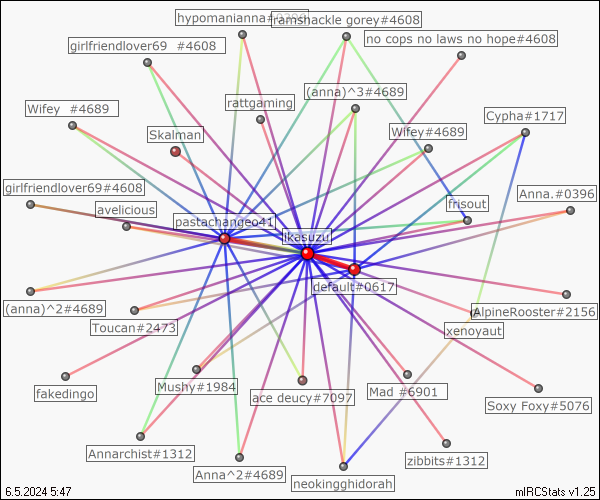 hypomanianna#0396
ramshackle gorey#4608
girlfriendlover69 #4608
no cops no laws no hope#4608
(anna)^3#4689
rattgaming
Wifey #4689
Cypha#1717
Skalman
Wifey#4689
girlfriendlover69#4608
Anna.#0396
avelicious
frisout
pastachangeo41
ikasuzu
default#0617
(anna)^2#4689
AlpineRooster#2156
Toucan#2473
xenoyaut
fakedingo
Mushy#1984
Mad #6901
ace deucy#7097
Soxy Foxy#5076
Annarchist#1312
zibbits#1312
Anna^2#4689
neokingghidorah
6.5.2024 5:47
mIRCStats v1.25